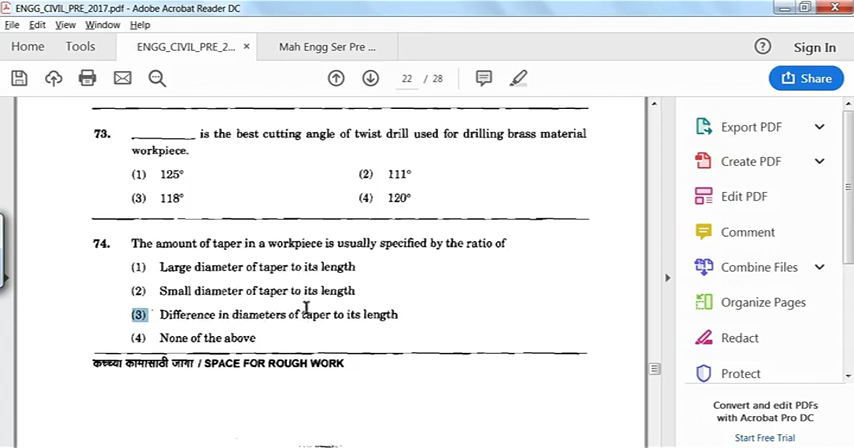 ENGG_CIVIL_PRE_2017.pdf - Adobe Acrobat Reader DC
File Edit View Window Help
Home Tools ENGG_CIVIL_PRE_2... × Mah Engg Ser Pre ... Sign In
22 / 28 Share
73. ________ is the best cutting angle of twist drill used for drilling brass material
workpiece.
(1) 125° (2) 111°
(3) 118° (4) 120°
74. The amount of taper in a workpiece is usually specified by the ratio of
(1) Large diameter of taper to its length
(2) Small diameter of taper to its length
(3) Difference in diameters of taper to its length
(4) None of the above
कच्च्या कामासाठी जागा / SPACE FOR ROUGH WORK
Export PDF
Create PDF
Edit PDF
Comment
Combine Files
Organize Pages
Redact
Protect
Convert and edit PDFs
with Acrobat Pro DC
Start Free Trial